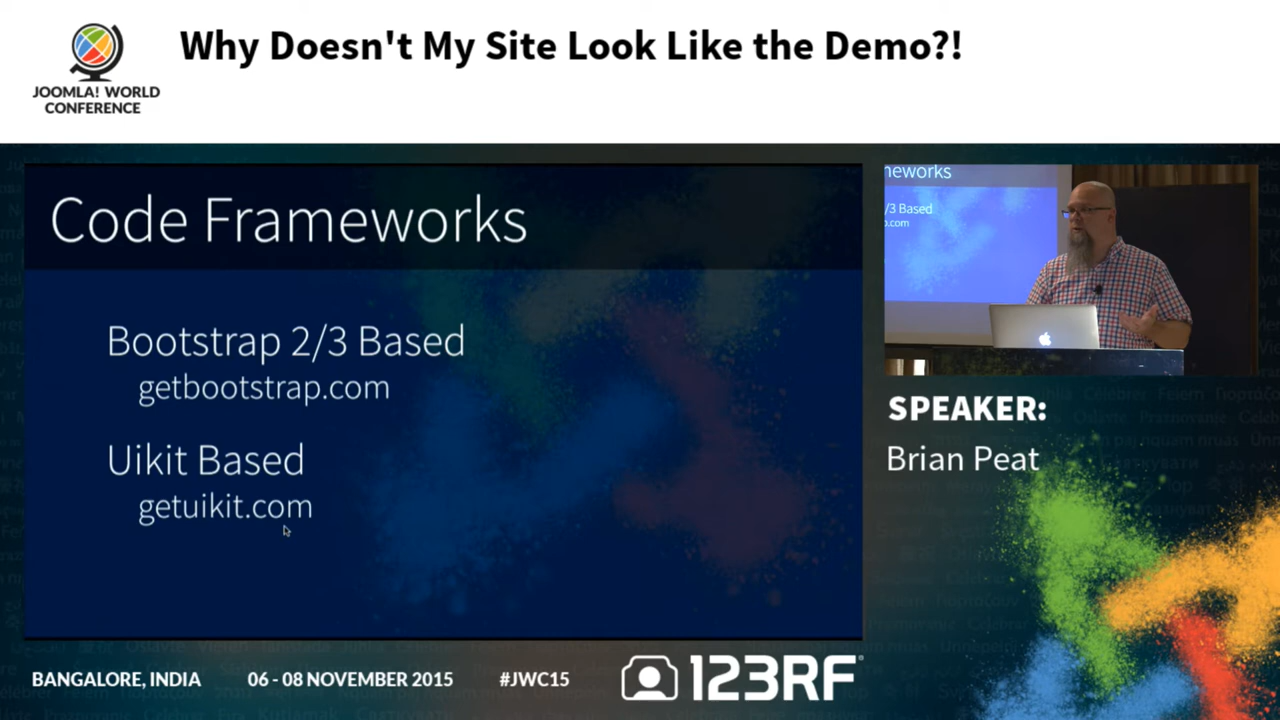 JOOMLA! WORLD
CONFERENCE
Why Doesn't My Site Look Like the Demo?!
Code Frameworks
Bootstrap 2/3 Based
getbootstrap.com
Uikit Based
getuikit.com
neworks
/3 Based
p.com
SPEAKER:
Brian Peat
BANGALORE, INDIA
06 - 08 NOVEMBER 2015
#JWC15
123RF